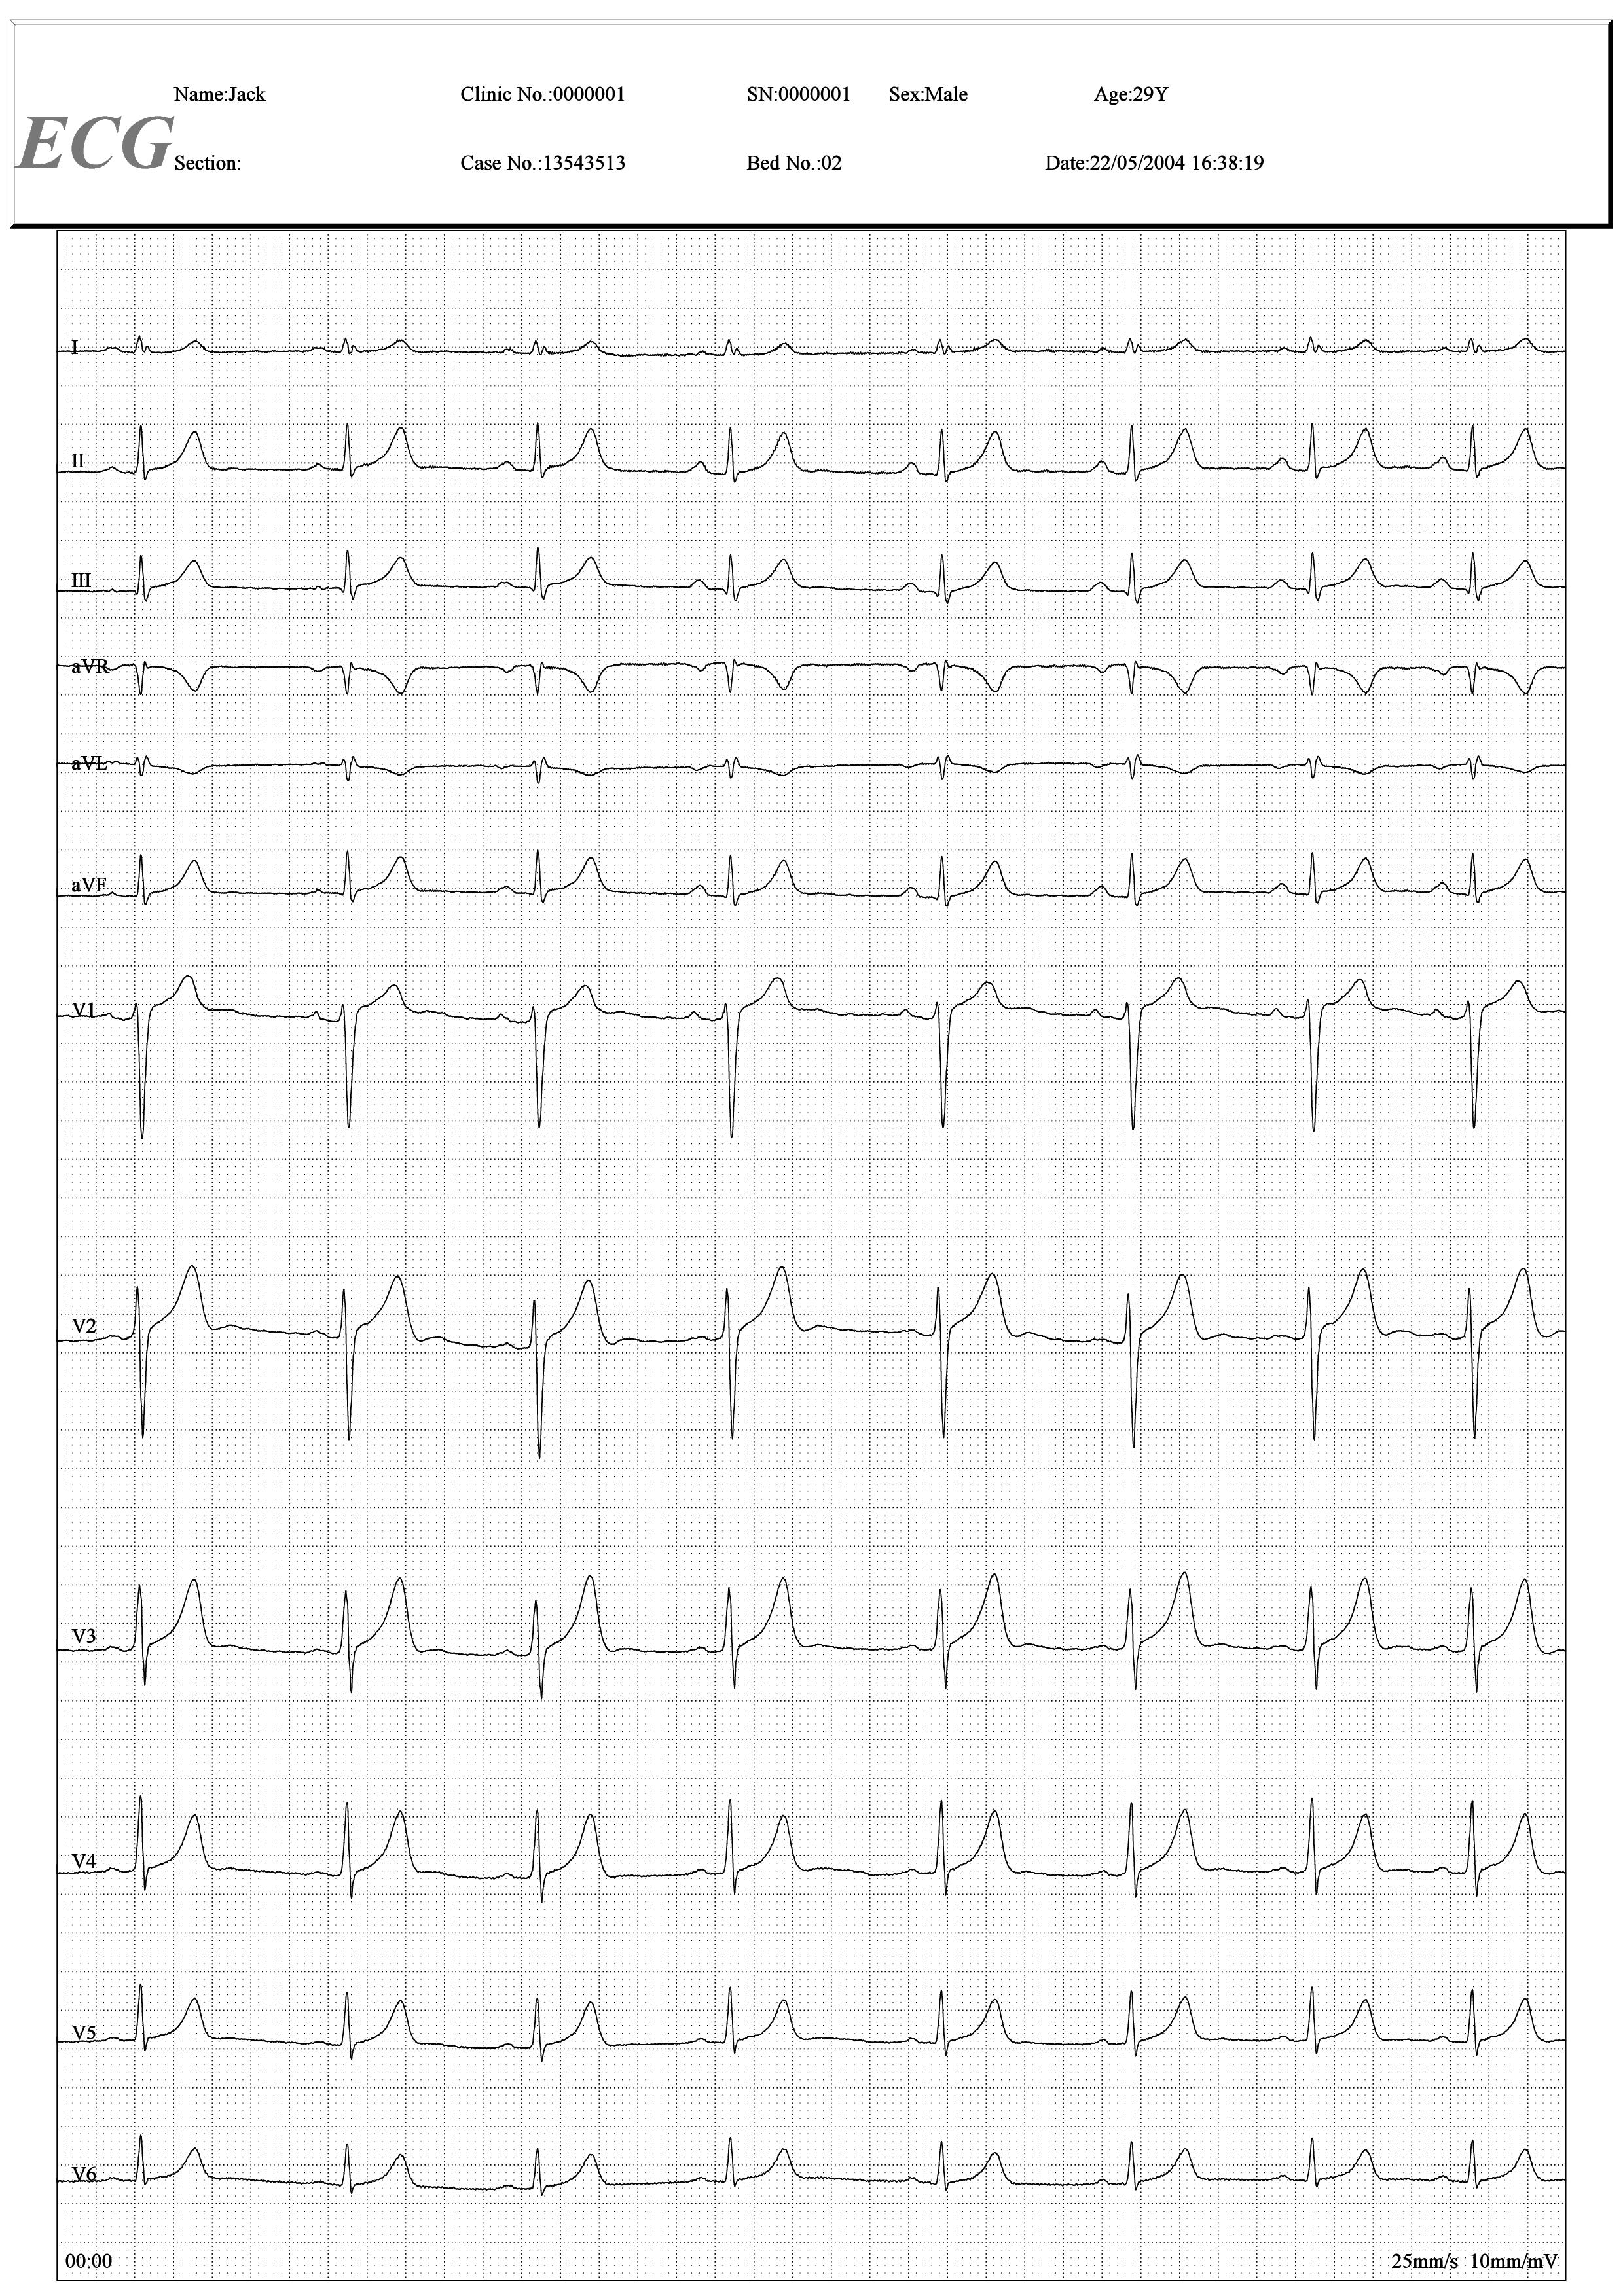 Name:Jack Clinic No.:0000001 SN:0000001 Sex:Male Age:29Y
ECG
Section: Case No.:13543513 Bed No.:02 Date:22/05/2004 16:38:19
I
II
III
aVR
aVL
aVF
V1
V2
V3
V4
V5
V6
00:00 25mm/s 10mm/mV